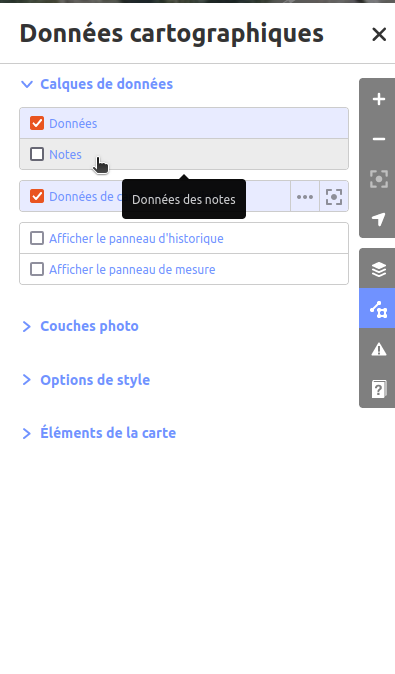 Données cartographiques
Calques de données
Données
Notes
Données de
Données des notes
Afficher le panneau d'historique
Afficher le panneau de mesure
Couches photo
Options de style
Éléments de la carte